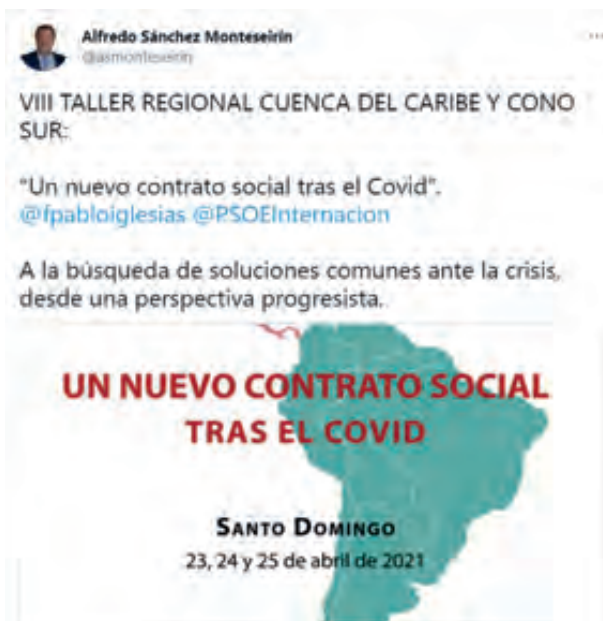 Alfredo Sánchez Monteseirín
@asmonteseirin
VIII TALLER REGIONAL CUENCA DEL CARIBE Y CONO
SUR:
"Un nuevo contrato social tras el Covid".
@fpabloiglesias @PSOEInternacion
A la búsqueda de soluciones comunes ante la crisis,
desde una perspectiva progresista.
UN NUEVO CONTRATO SOCIAL
TRAS EL COVID
SANTO DOMINGO
23, 24 y 25 de abril de 2021